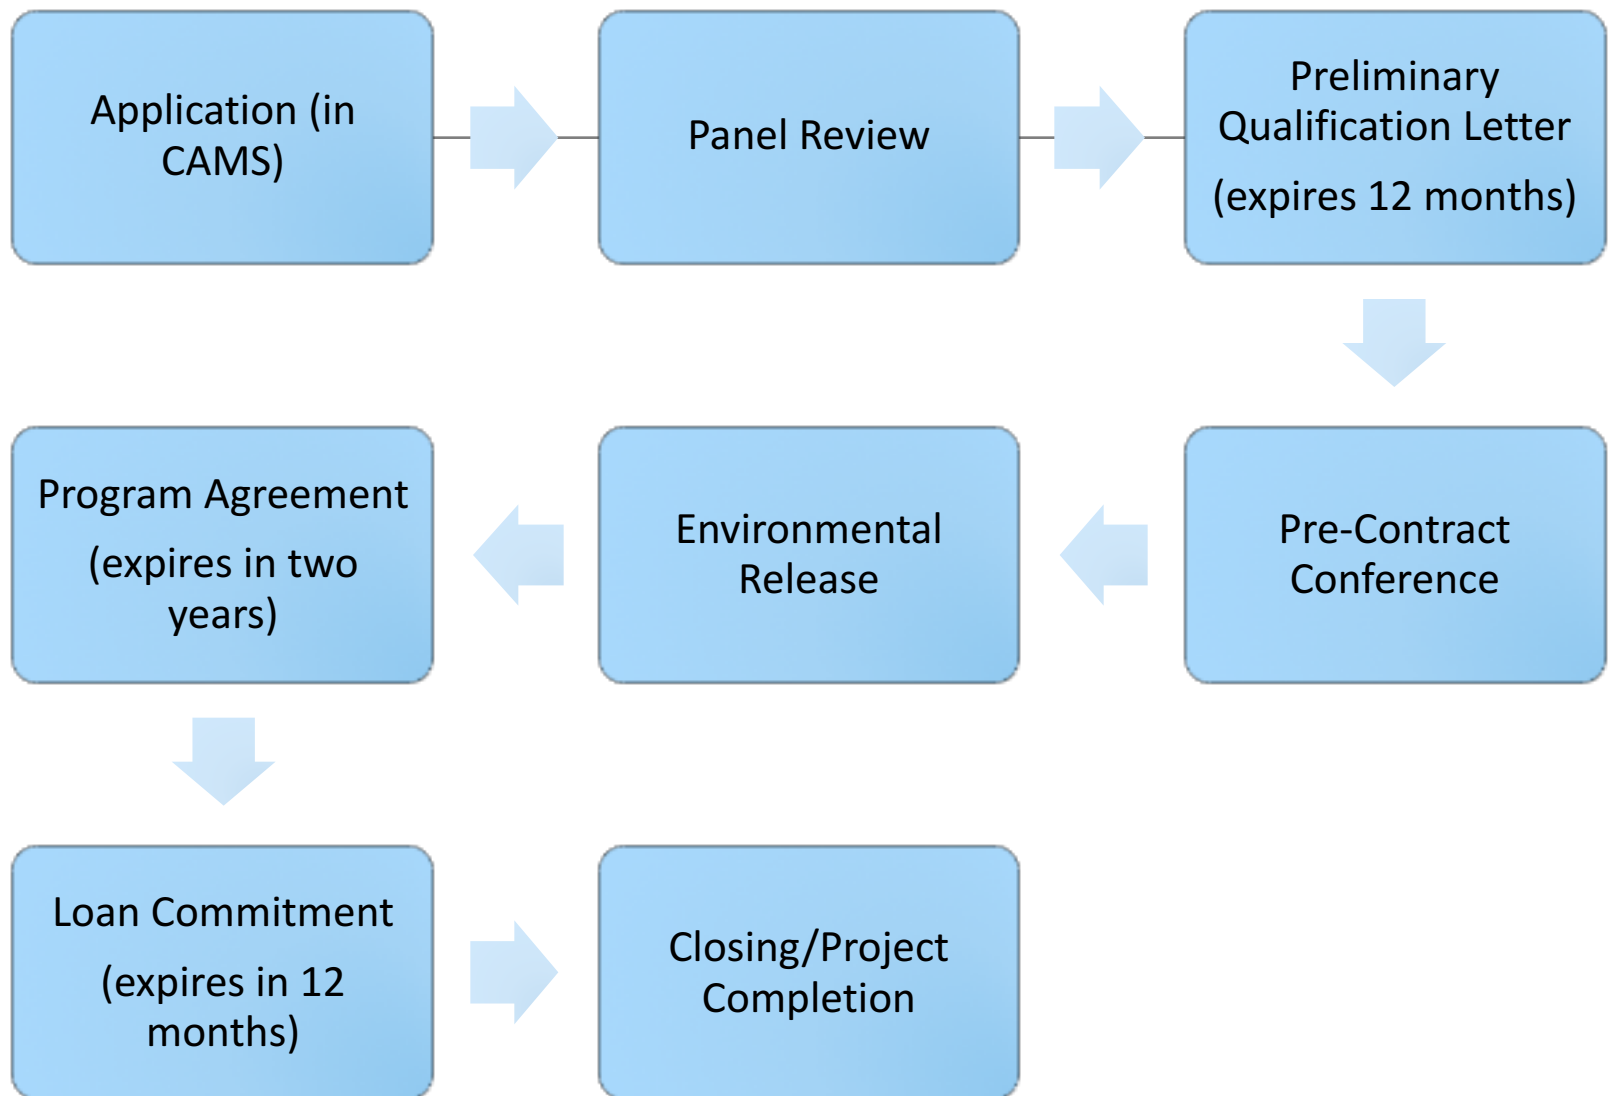 Application (in
CAMS)
Panel Review
Preliminary
Qualification Letter
(expires 12 months)
Pre-Contract
Conference
Environmental
Release
Program Agreement
(expires in two
years)
Loan Commitment
(expires in 12
months)
Closing/Project
Completion